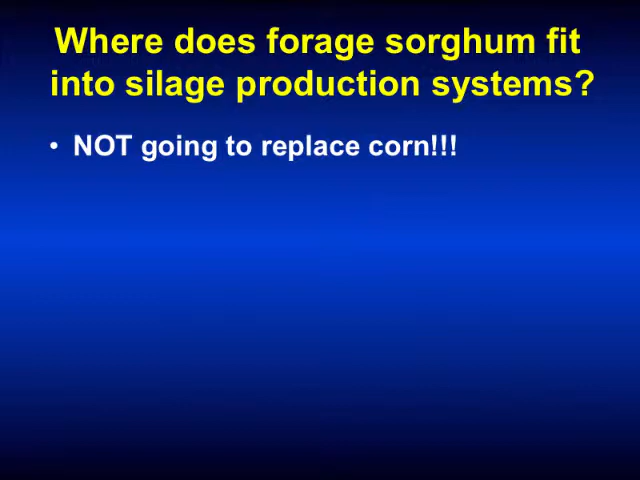 Where does forage sorghum fit
into silage production systems?
• NOT going to replace corn!!!